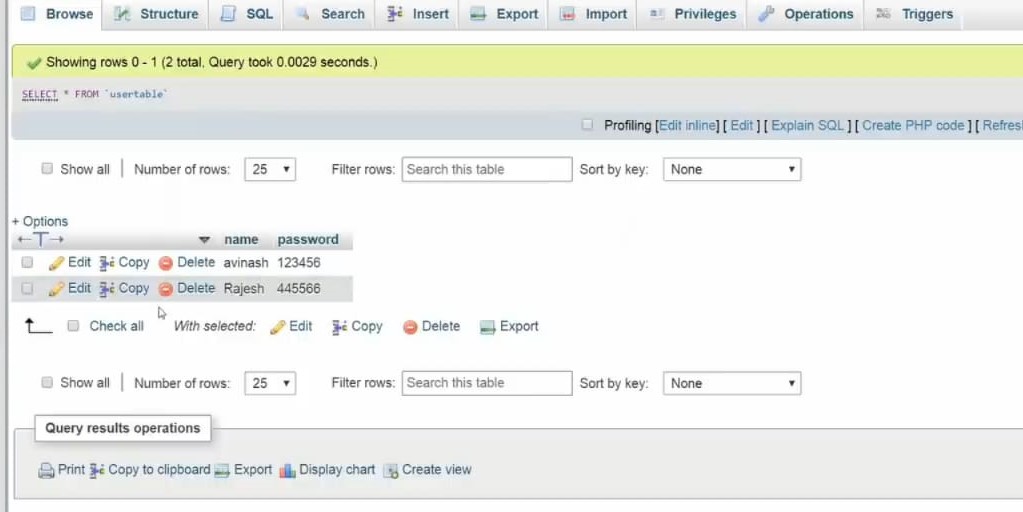 Browse Structure SQL Search Insert Export Import Privileges Operations Triggers
Showing rows 0 - 1 (2 total, Query took 0.0029 seconds.)
SELECT * FROM `usertable`
Profiling [Edit inline] [ Edit ] [ Explain SQL ] [ Create PHP code ] [ Refresh
Show all | Number of rows: 25 Filter rows: Search this table Sort by key: None
+ Options
←T→ name password
Edit Copy Delete avinash 123456
Edit Copy Delete Rajesh 445566
Check all With selected: Edit Copy Delete Export
Show all | Number of rows: 25 Filter rows: Search this table Sort by key: None
Query results operations
Print Copy to clipboard Export Display chart Create view